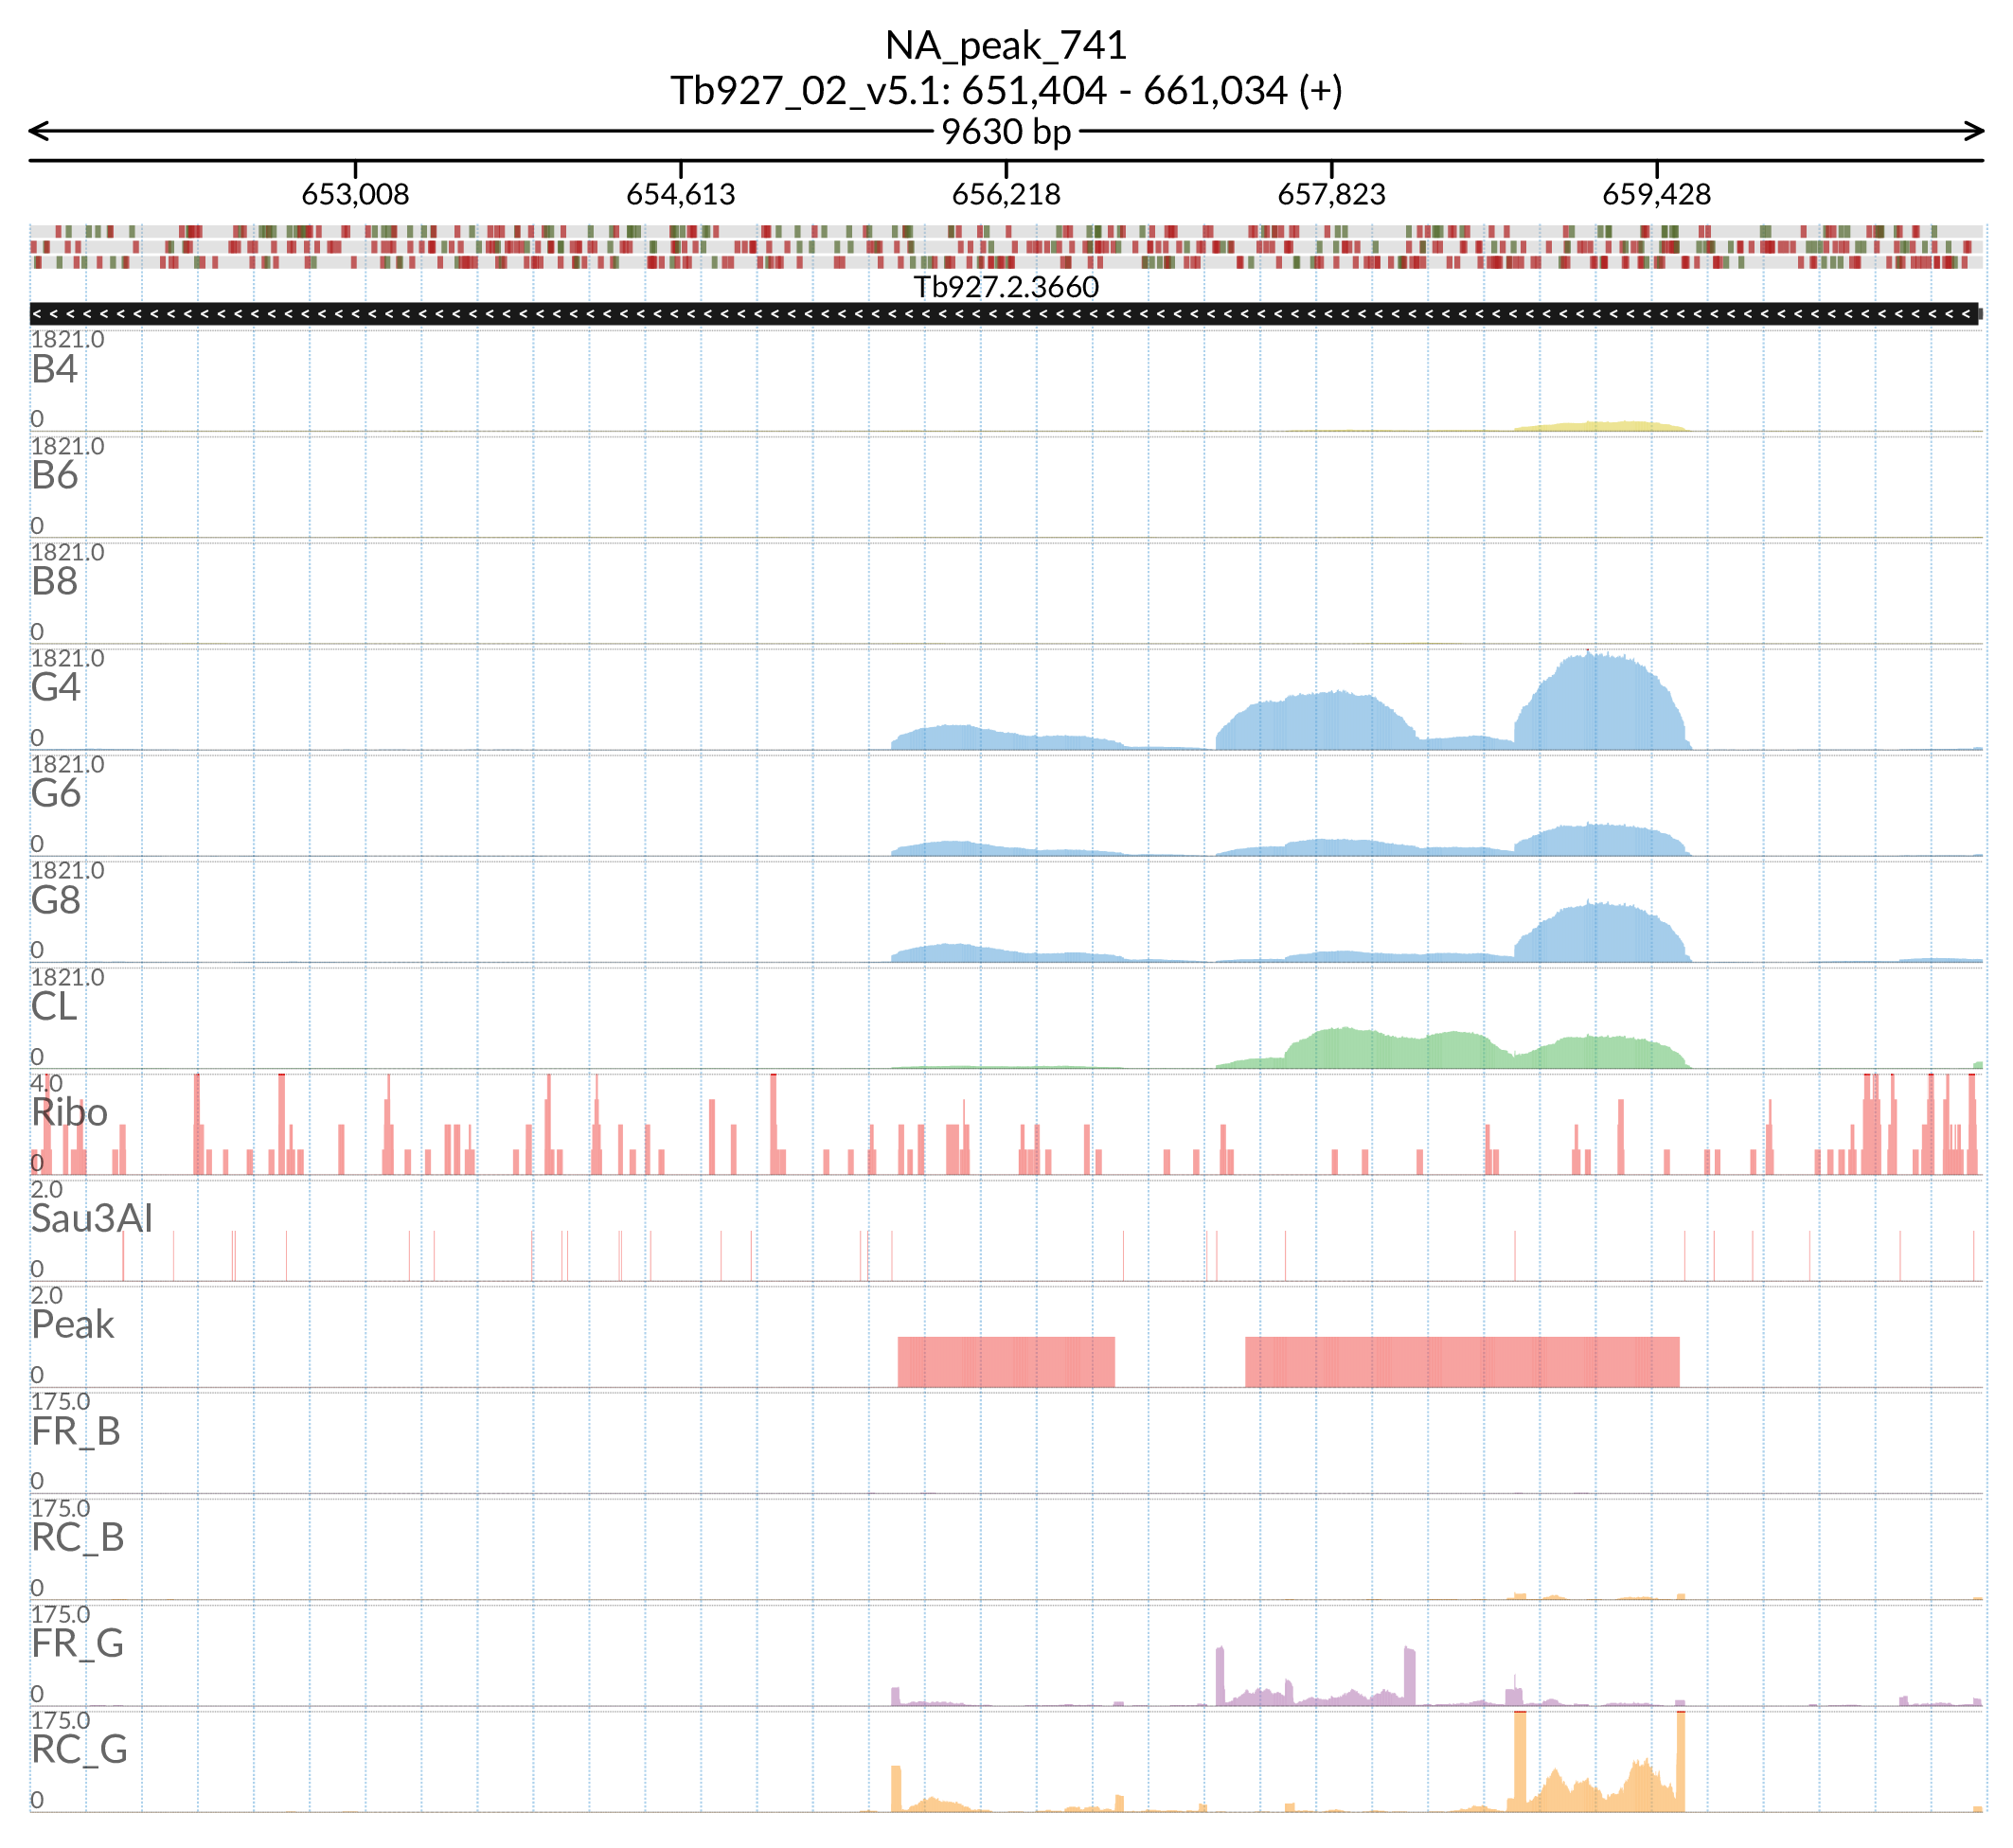 NA_peak_741
Tb927_02_v5.1: 651,404 - 661,034 (+)
9630 bp
653,008 654,613 656,218 657,823 659,428
Tb927.2.3660
1821.0
B4
0
1821.0
B6
0
1821.0
B8
0
1821.0
G4
0
1821.0
G6
0
1821.0
G8
0
1821.0
CL
0
4.0
Ribo
0
2.0
Sau3AI
0
2.0
Peak
0
175.0
FR_B
0
175.0
RC_B
0
175.0
FR_G
0
175.0
RC_G
0